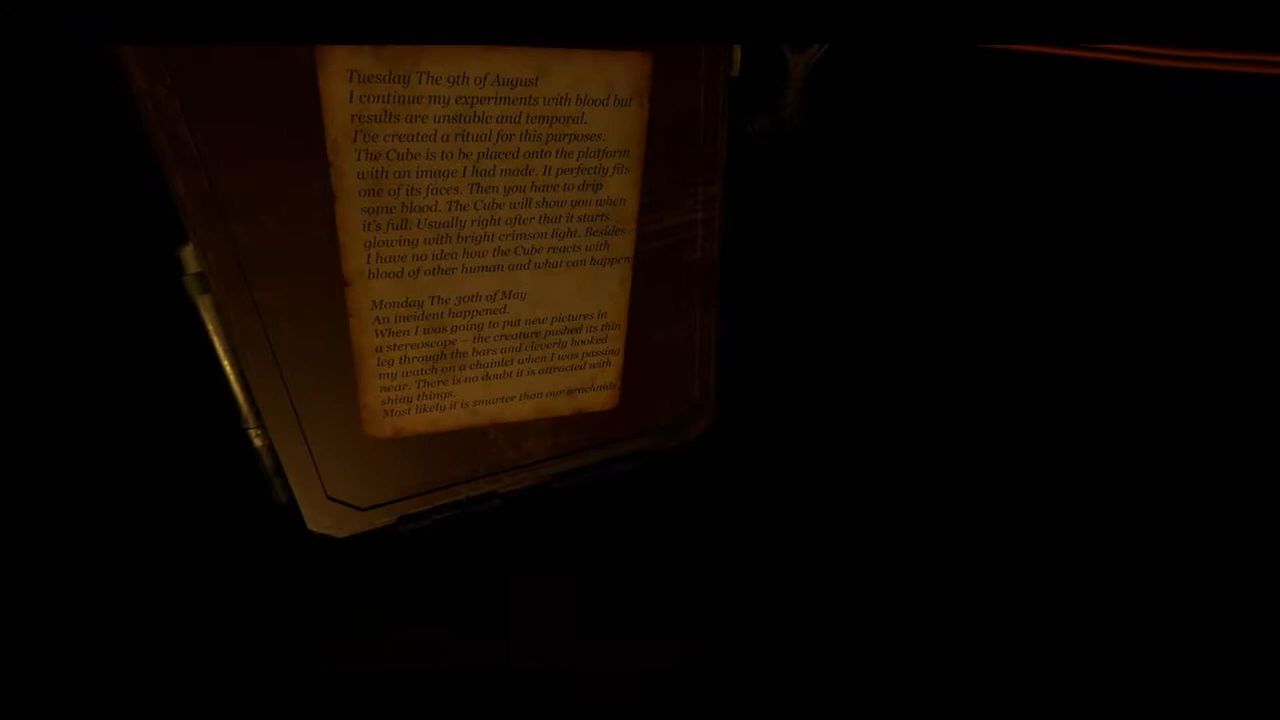 Tuesday The 9th of August
I continue my experiments with blood but
results are unstable and temporal.
I've created a ritual for this purposes:
The Cube is to be placed onto the platform
with an image I had made. It perfectly fits
one of its faces. Then you have to drip
some blood. The Cube will show you when
it's full. Usually right after that it starts
glowing with bright crimson light. Besides
I have no idea how the Cube reacts with
blood of other human and what can happen
Monday The 30th of May
An incident happened.
When I was going to put new pictures in
a stereoscope – the creature pushed its thin
leg through the bars and cleverly hooked
my watch on a chainlet when I was passing
near. There is no doubt it is attracted with
shiny things.
Most likely it is smarter than our arachnids.